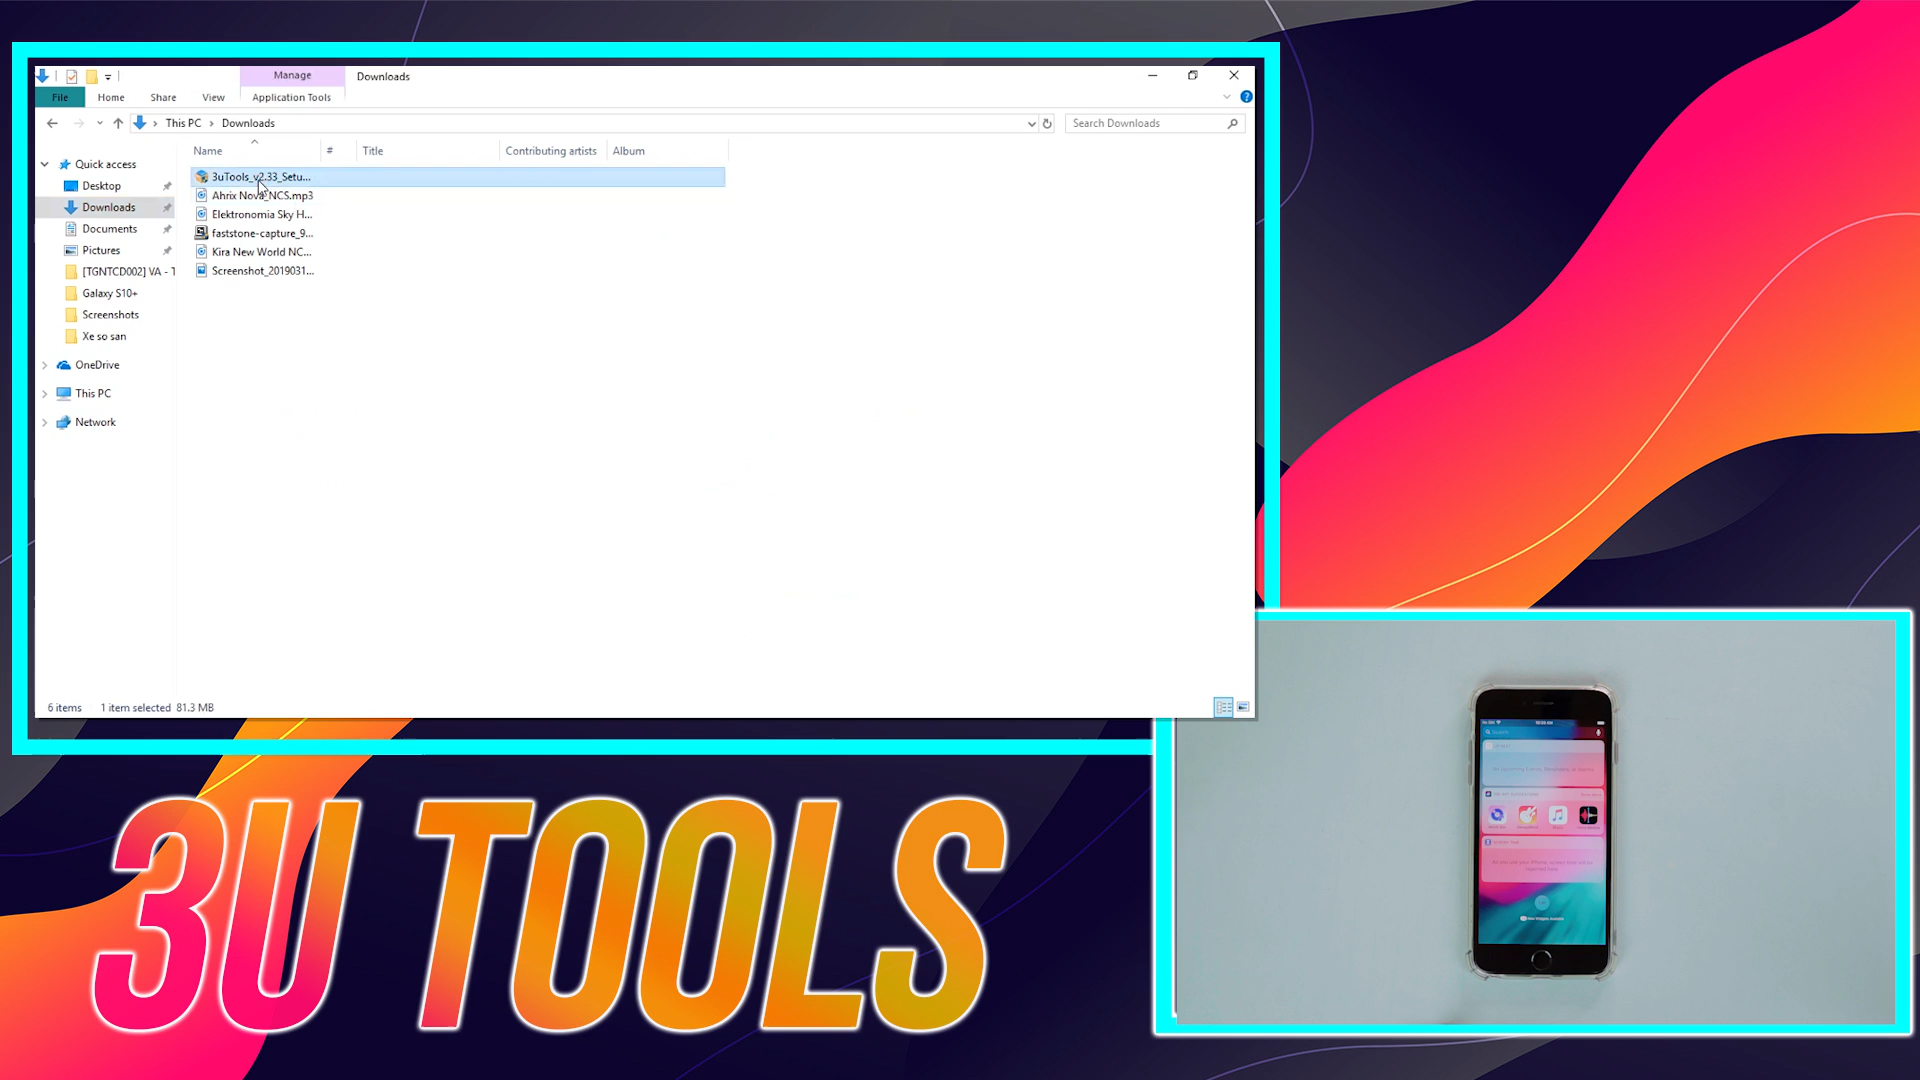 Manage
Downloads
File
Home
Share
View
Application Tools
This PC
Downloads
Search Downloads
Name
#
Title
Contributing artists
Album
Quick access
Desktop
Downloads
Documents
Pictures
[TGNTCD002] VA - T
Galaxy S10+
Screenshots
Xe so san
OneDrive
This PC
Network
3uTools_v2.33_Setu...
Ahrix Nova_NCS.mp3
Elektronomia Sky H...
faststone-capture_9...
Kira New World NC...
Screenshot_2019031...
6 items
1 item selected 81.3 MB
3U TOOLS